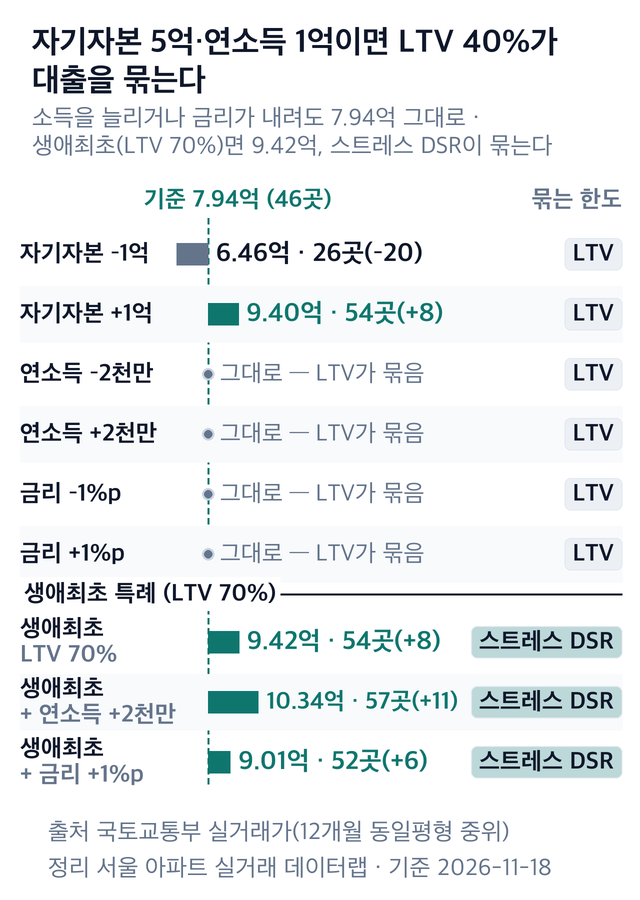 자기자본 5억·연소득 1억이면 LTV 40%가
대출을 묶는다
소득을 늘리거나 금리가 내려도 7.94억 그대로 ·
생애최초(LTV 70%)면 9.42억, 스트레스 DSR이 묶는다
기준 7.94억 (46곳) 묶는 한도
자기자본 -1억 6.46억 · 26곳(-20) LTV
자기자본 +1억 9.40억 · 54곳(+8) LTV
연소득 -2천만 그대로 — LTV가 묶음 LTV
연소득 +2천만 그대로 — LTV가 묶음 LTV
금리 -1%p 그대로 — LTV가 묶음 LTV
금리 +1%p 그대로 — LTV가 묶음 LTV
생애최초 특례 (LTV 70%)
생애최초
LTV 70% 9.42억 · 54곳(+8) 스트레스 DSR
생애최초
+ 연소득 +2천만 10.34억 · 57곳(+11) 스트레스 DSR
생애최초
+ 금리 +1%p 9.01억 · 52곳(+6) 스트레스 DSR
출처 국토교통부 실거래가(12개월 동일평형 중위)
정리 서울 아파트 실거래 데이터랩 · 기준 2026-11-18